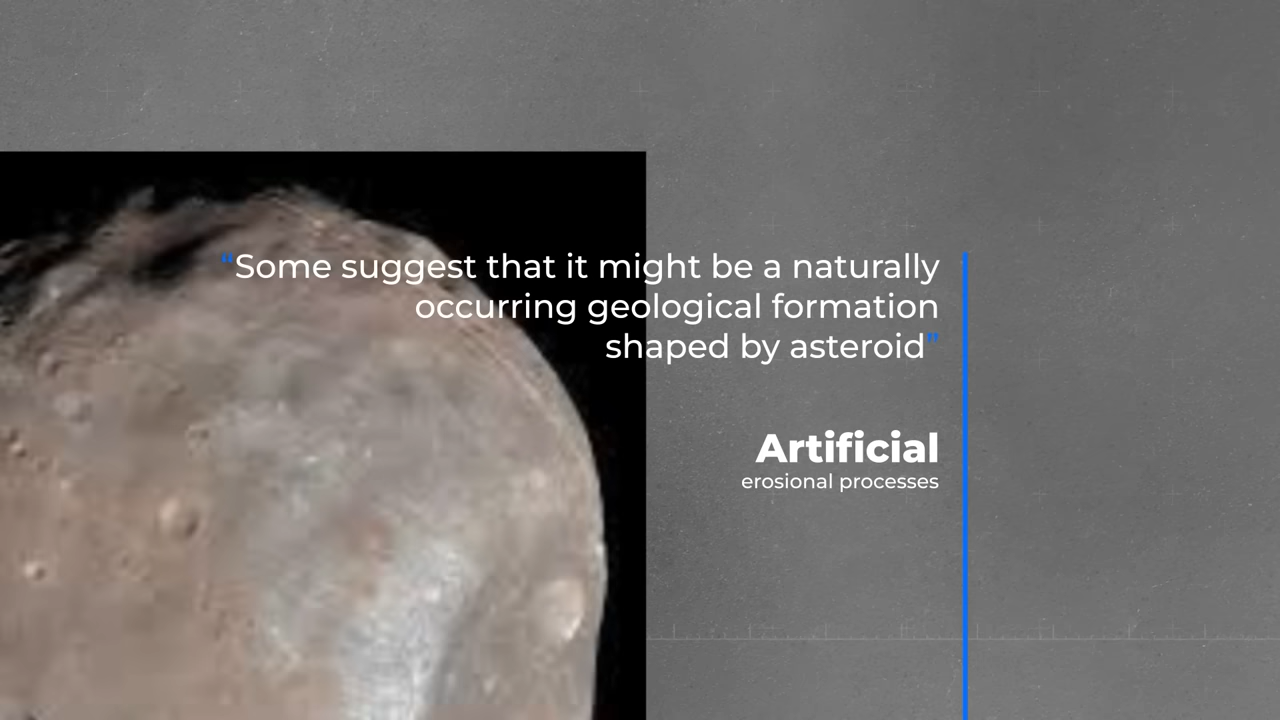 "Some suggest that it might be a naturally
occurring geological formation
shaped by asteroid"
Artificial
erosional processes